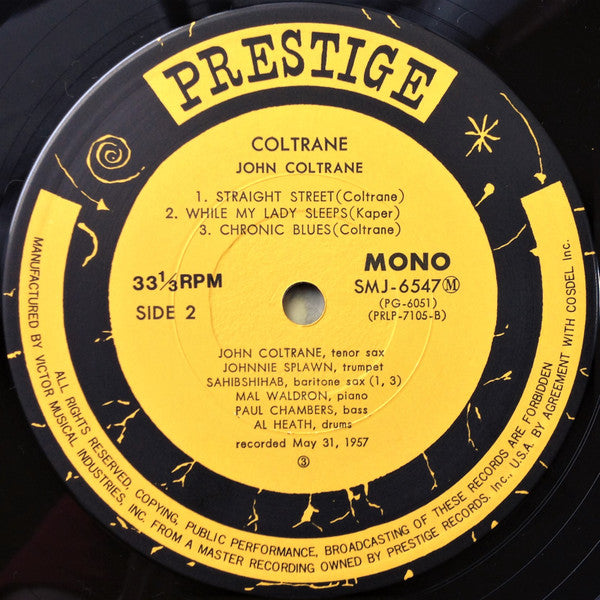 PRESTIGE
COLTRANE
JOHN COLTRANE
1. STRAIGHT STREET(Coltrane)
2. WHILE MY LADY SLEEPS(Kaper)
3. CHRONIC BLUES(Coltrane)
33⅓RPM
SIDE 2
MONO
SMJ-6547Ⓜ
(PG-6051)
(PRLP-7105-B)
JOHN COLTRANE, tenor sax
JOHNNIE SPLAWN, trumpet
SAHIBSHIHAB, baritone sax (1, 3)
MAL WALDRON, piano
PAUL CHAMBERS, bass
AL HEATH, drums
recorded May 31, 1957
③
ALL RIGHTS RESERVED, COPYING, PUBLIC PERFORMANCE, BROADCASTING OF THESE RECORDS ARE FORBIDDEN
MANUFACTURED BY VICTOR MUSICAL INDUSTRIES, INC. FROM A MASTER RECORDING OWNED BY PRESTIGE RECORDS. Inc., U.S.A. BY AGREEMENT WITH COSDEL Inc.